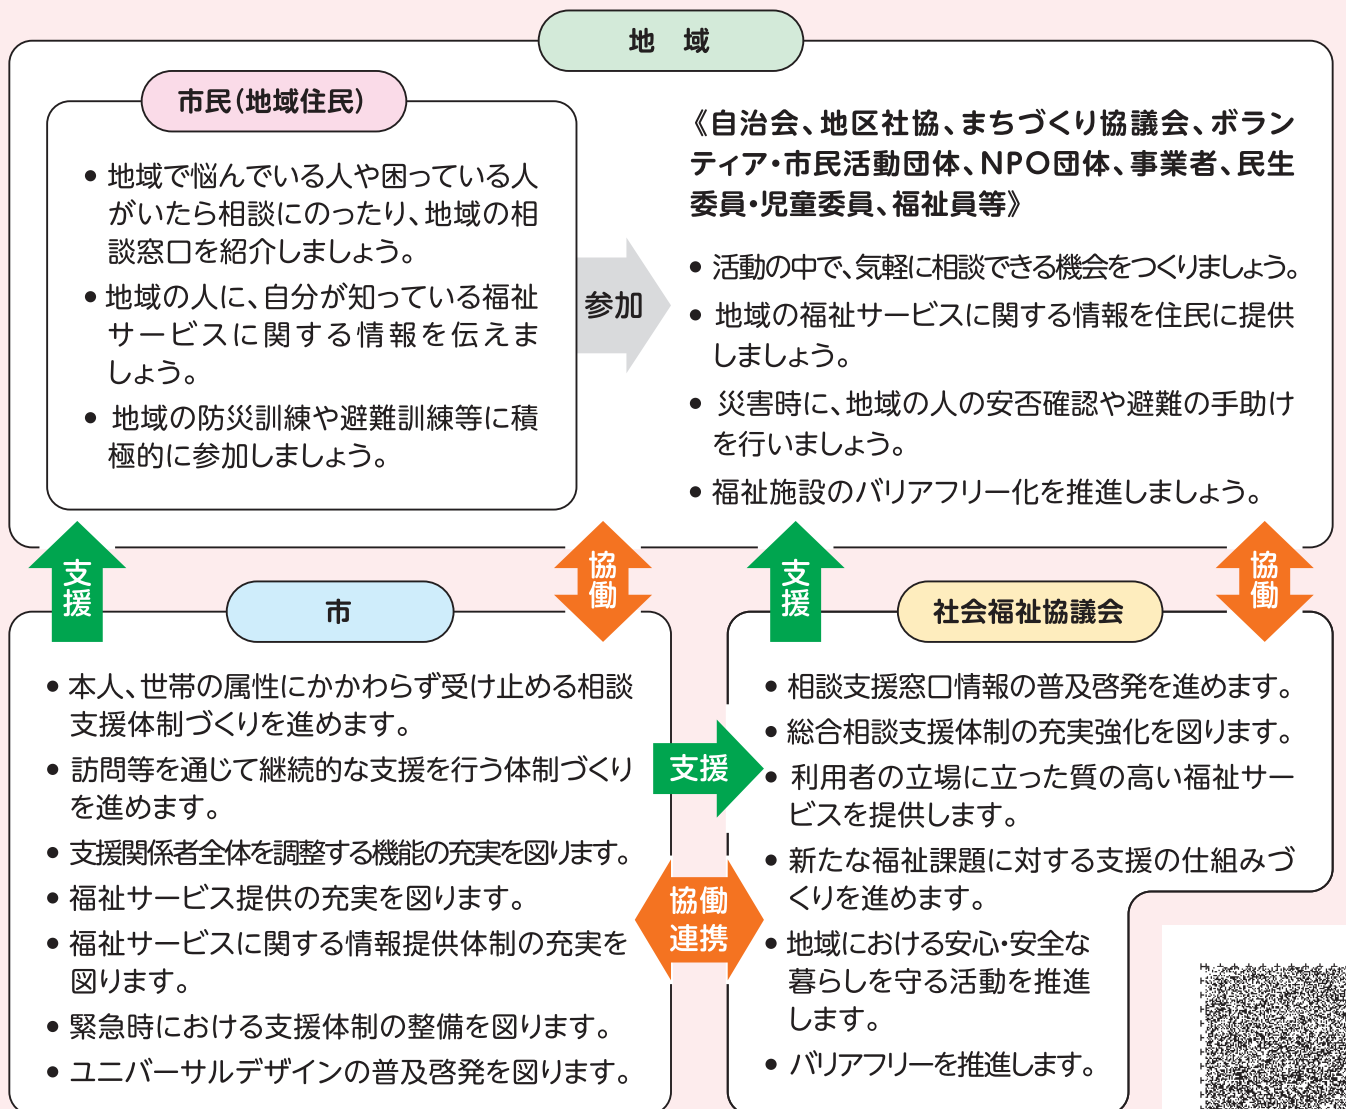 地　域
市民（地域住民）
• 地域で悩んでいる人や困っている人
がいたら相談にのったり、地域の相
談窓口を紹介しましょう。
• 地域の人に、自分が知っている福祉
サービスに関する情報を伝えま
しょう。
• 地域の防災訓練や避難訓練等に積
極的に参加しましょう。
参加
《自治会、地区社協、まちづくり協議会、ボラン
ティア・市民活動団体、NPO団体、事業者、民生
委員・児童委員、福祉員等》
• 活動の中で、気軽に相談できる機会をつくりましょう。
• 地域の福祉サービスに関する情報を住民に提供
しましょう。
• 災害時に、地域の人の安否確認や避難の手助け
を行いましょう。
• 福祉施設のバリアフリー化を推進しましょう。
支援
協働
支援
協働
市
• 本人、世帯の属性にかかわらず受け止める相談
支援体制づくりを進めます。
• 訪問等を通じて継続的な支援を行う体制づくり
を進めます。
• 支援関係者全体を調整する機能の充実を図ります。
• 福祉サービス提供の充実を図ります。
• 福祉サービスに関する情報提供体制の充実を
図ります。
• 緊急時における支援体制の整備を図ります。
• ユニバーサルデザインの普及啓発を図ります。
支援
協働
連携
社会福祉協議会
• 相談支援窓口情報の普及啓発を進めます。
• 総合相談支援体制の充実強化を図ります。
• 利用者の立場に立った質の高い福祉サー
ビスを提供します。
• 新たな福祉課題に対する支援の仕組みづ
くりを進めます。
• 地域における安心・安全な
暮らしを守る活動を推進
します。
• バリアフリーを推進します。